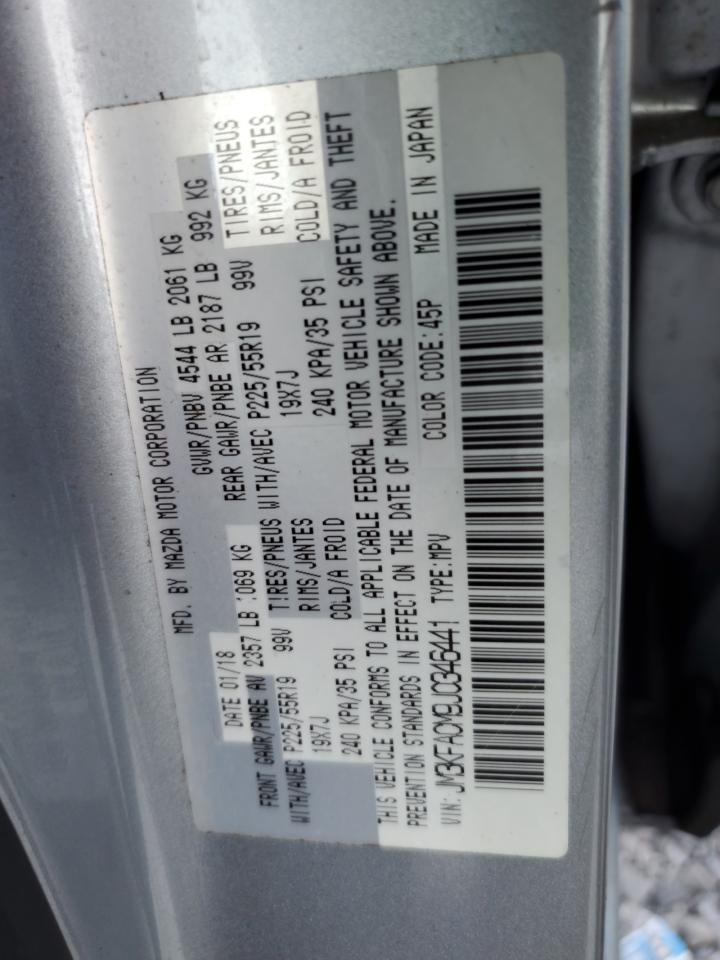 MFD. BY MAZDA MOTOR CORPORATION
DATE 01/18 GVWR/PNBV 4544 LB 2061 KG
FRONT GAWR/PNBE AV 2357 LB 1069 KG REAR GAWR/PNBE AR 2187 LB 992 KG
WITH/AVEC P225/55R19 99V TIRES/PNEUS WITH/AVEC P225/55R19 99V TIRES/PNEUS
19X7J RIMS/JANTES 19X7J RIMS/JANTES
240 KPA/35 PSI COLD/A FROID 240 KPA/35 PSI COLD/A FROID
THIS VEHICLE CONFORMS TO ALL APPLICABLE FEDERAL MOTOR VEHICLE SAFETY AND THEFT
PREVENTION STANDARDS IN EFFECT ON THE DATE OF MANUFACTURE SHOWN ABOVE.
VIN: JM3KFACM9J0346441 TYPE:MPV COLOR CODE:45P MADE IN JAPAN